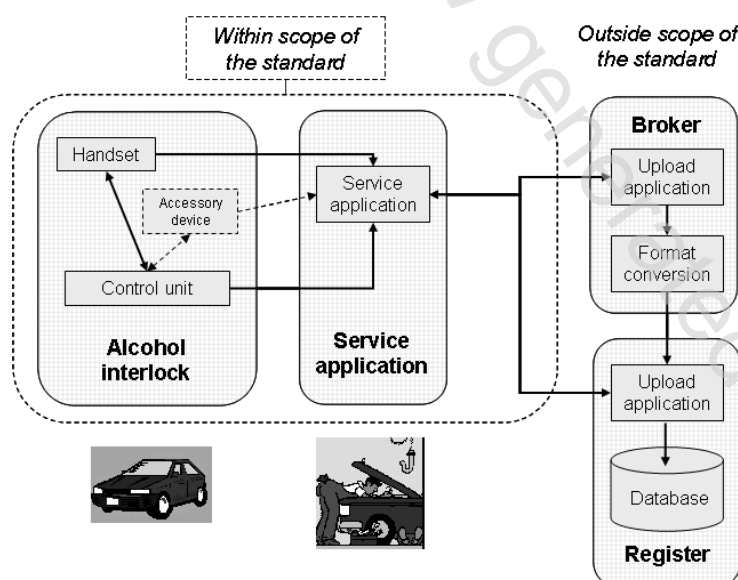 Within scope of
the standard
Outside scope of
the standard
Handset
Accessory
device
Control unit
Alcohol
interlock
Service
application
Service
application
Broker
Upload
application
Format
conversion
Upload
application
Database
Register
generated